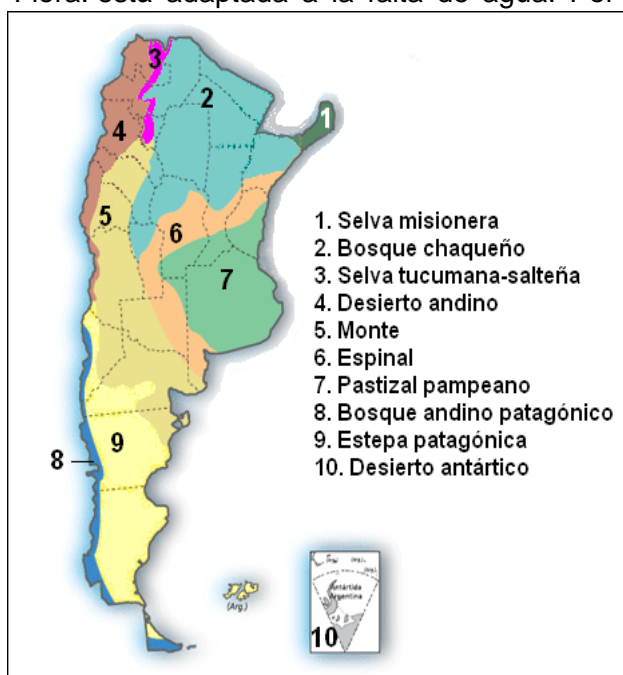 Flora: está adaptada a la falta de agua. Por
3
2
1
4
5
6
7
9
8
1. Selva misionera
2. Bosque chaqueño
3. Selva tucumana-salteña
4. Desierto andino
5. Monte
6. Espinal
7. Pastizal pampeano
8. Bosque andino patagónico
9. Estepa patagónica
10. Desierto antártico
(Arg.)
Antártida
Argentina
10